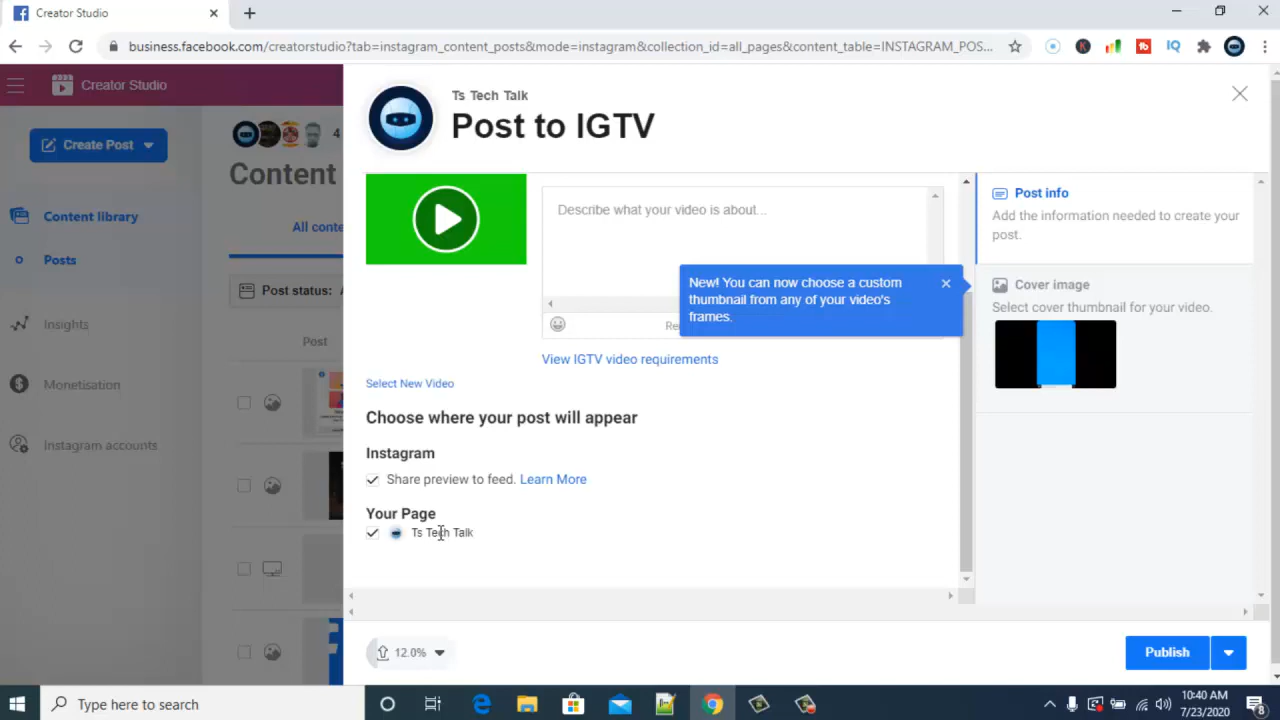 Creator Studio
business.facebook.com/creatorstudio?tab=instagram_content_posts&mode=instagram&collection_id=all_pages&content_table=INSTAGRAM_POS...
Creator Studio
Create Post
Content library
Posts
Insights
Monetisation
Instagram accounts
4
Content
All conte
Post status: A
Post
Ts Tech Talk
Post to IGTV
Describe what your video is about...
New! You can now choose a custom
thumbnail from any of your video's
frames.
Re
View IGTV video requirements
Select New Video
Choose where your post will appear
Instagram
Share preview to feed. Learn More
Your Page
Ts Tech Talk
Post info
Add the information needed to create your
post.
Cover image
Select cover thumbnail for your video.
12.0%
Publish
Type here to search
10:40 AM
7/23/2020